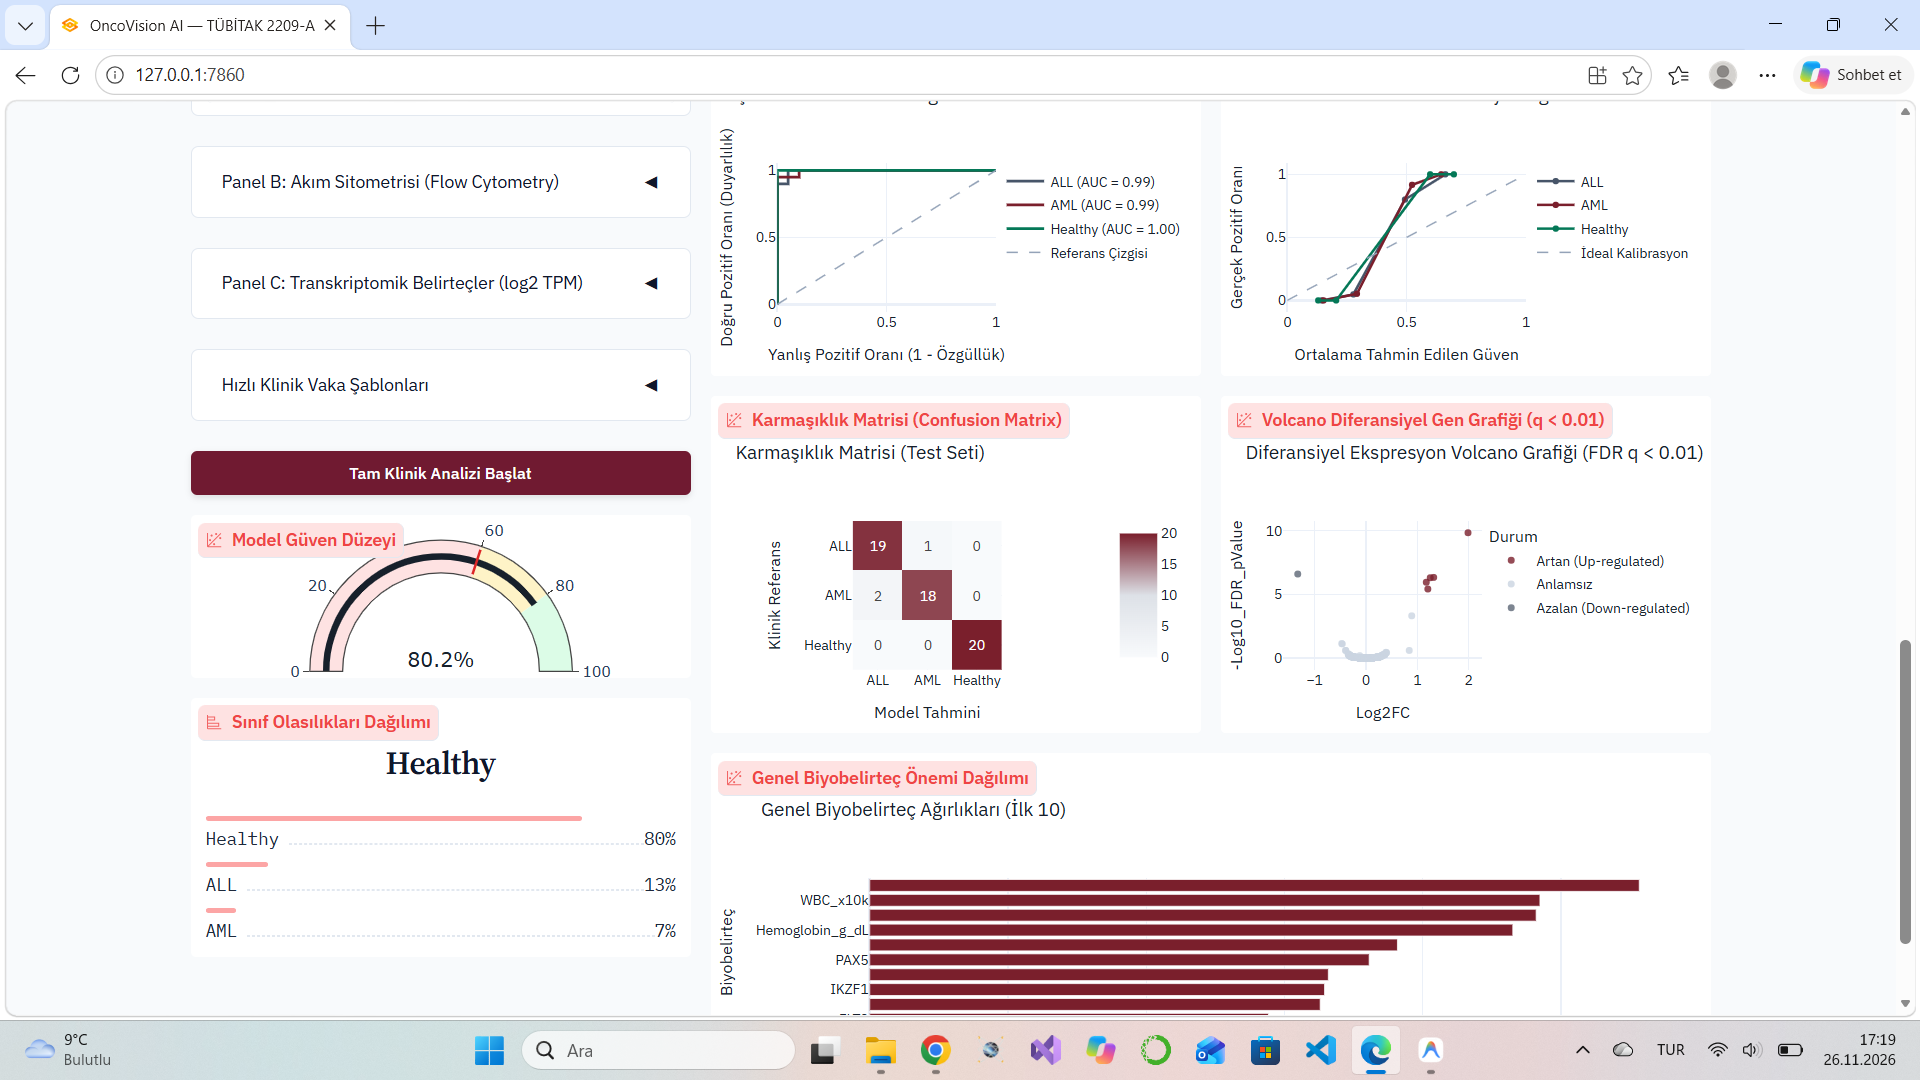 OncoVision AI — TÜBİTAK 2209-A
127.0.0.1:7860
Sohbet et
Panel B: Akım Sitometrisi (Flow Cytometry)
Panel C: Transkriptomik Belirteçler (log2 TPM)
Hızlı Klinik Vaka Şablonları
Tam Klinik Analizi Başlat
Model Güven Düzeyi
0
20
60
80
100
80.2%
Sınıf Olasılıkları Dağılımı
Healthy
Healthy 80%
ALL 13%
AML 7%
Doğru Pozitif Oranı (Duyarlılık)
1
0.5
0
0 0.5 1
Yanlış Pozitif Oranı (1 - Özgüllük)
ALL (AUC = 0.99)
AML (AUC = 0.99)
Healthy (AUC = 1.00)
Referans Çizgisi
Gerçek Pozitif Oranı
1
0.5
0
0 0.5 1
Ortalama Tahmin Edilen Güven
ALL
AML
Healthy
İdeal Kalibrasyon
Karmaşıklık Matrisi (Confusion Matrix)
Karmaşıklık Matrisi (Test Seti)
Klinik Referans
ALL 19 1 0
AML 2 18 0
Healthy 0 0 20
ALL AML Healthy
Model Tahmini
20
15
10
5
0
Volcano Diferansiyel Gen Grafiği (q < 0.01)
Diferansiyel Ekspresyon Volcano Grafiği (FDR q < 0.01)
-Log10_FDR_pValue
10
5
0
−1 0 1 2
Log2FC
Durum
Artan (Up-regulated)
Anlamsız
Azalan (Down-regulated)
Genel Biyobelirteç Önemi Dağılımı
Genel Biyobelirteç Ağırlıkları (İlk 10)
Biyobelirteç
WBC_x10k
Hemoglobin_g_dL
PAX5
IKZF1
9°C
Bulutlu
Ara
TUR
17:19
26.11.2026